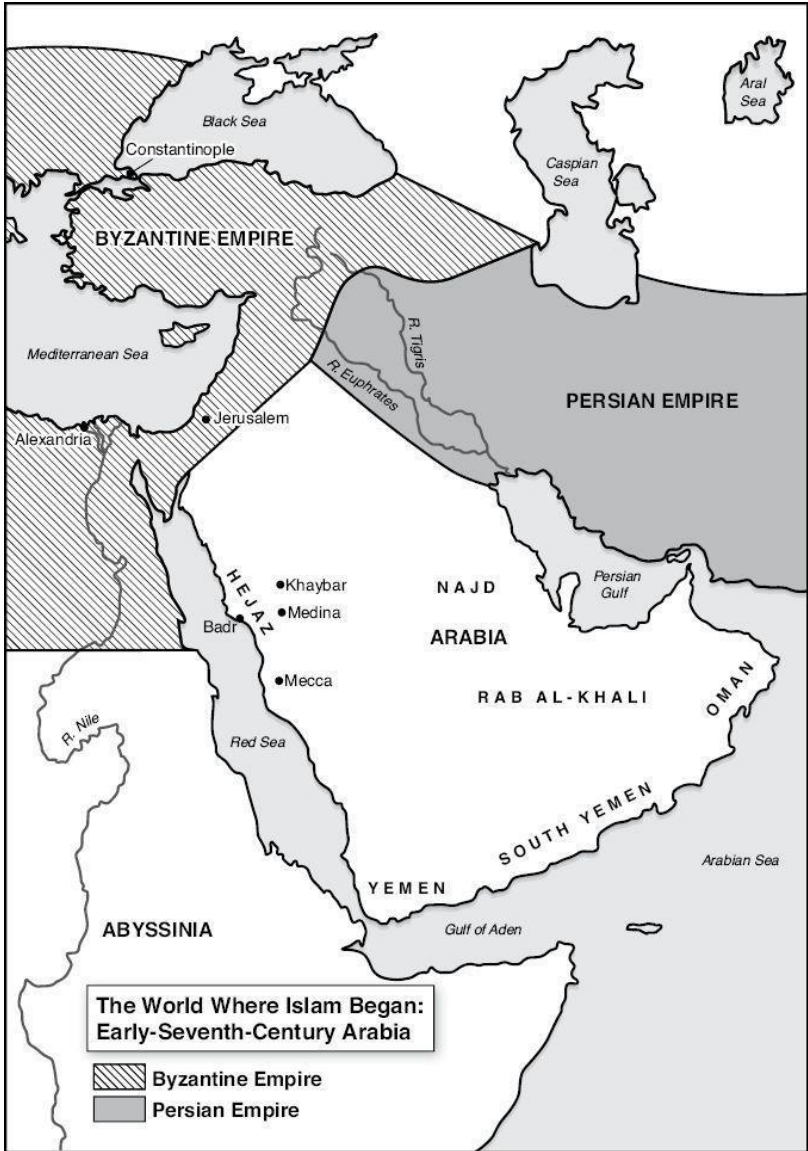 Aral
Sea
Black Sea
Constantinople
Caspian
Sea
BYZANTINE EMPIRE
R. Tigris
Mediterranean Sea
R. Euphrates
PERSIAN EMPIRE
Jerusalem
Alexandria
HEJAZ
Khaybar
NAJD
Persian
Gulf
Medina
Badr
ARABIA
Mecca
RAB AL-KHALI
OMAN
R. Nile
Red Sea
SOUTH YEMEN
Arabian Sea
YEMEN
ABYSSINIA
Gulf of Aden
The World Where Islam Began:
Early-Seventh-Century Arabia
Byzantine Empire
Persian Empire